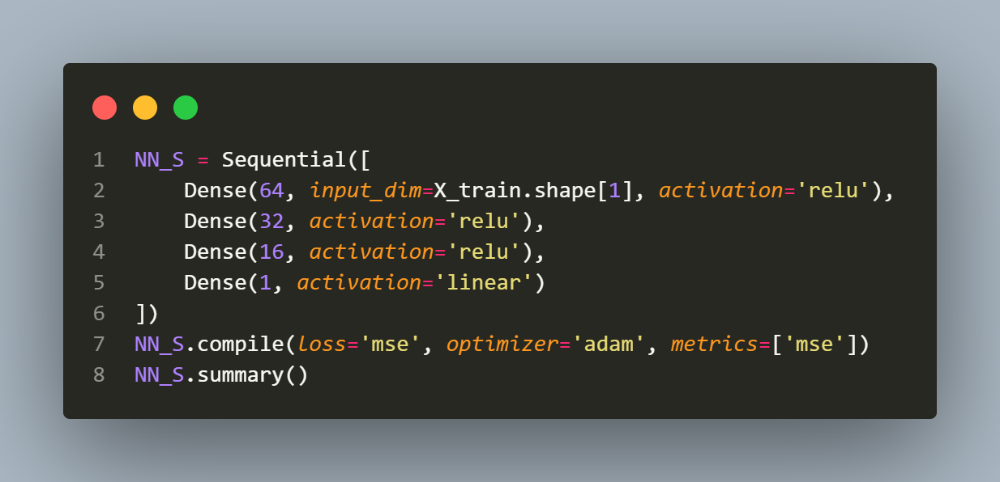 1 NN_S = Sequential([
2     Dense(64, input_dim=X_train.shape[1], activation='relu'),
3     Dense(32, activation='relu'),
4     Dense(16, activation='relu'),
5     Dense(1, activation='linear')
6 ])
7 NN_S.compile(loss='mse', optimizer='adam', metrics=['mse'])
8 NN_S.summary()